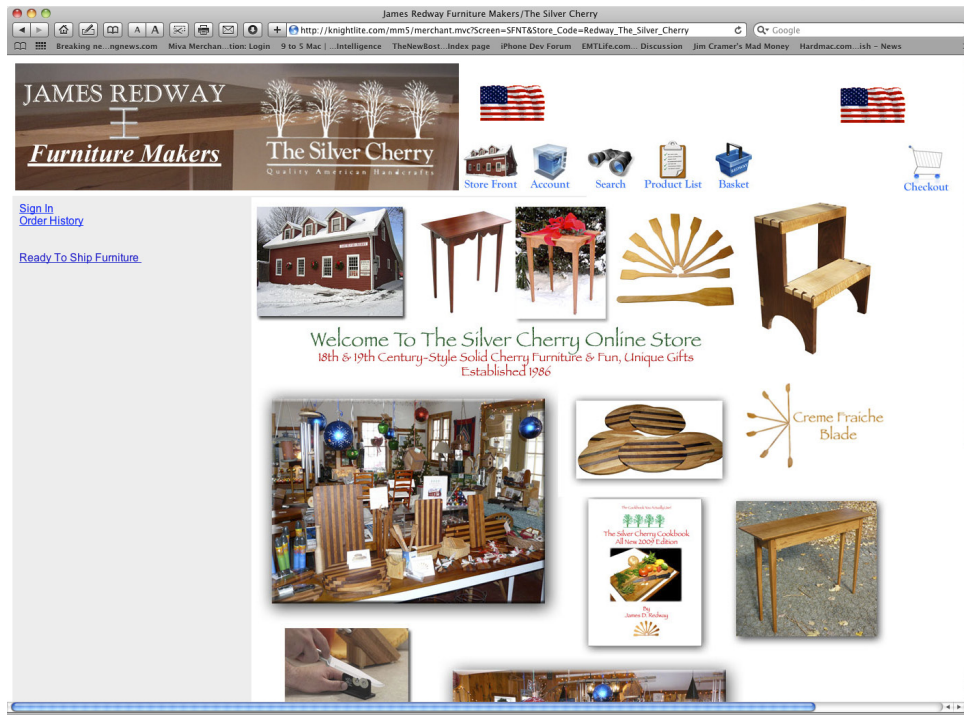 James Redway Furniture Makers/The Silver Cherry
A A
http://knightlite.com/mm5/merchant.mvc?Screen=SFNT&Store_Code=Redway_The_Silver_Cherry
Google
Breaking ne...ngnews.com Miva Merchan...tion: Login 9 to 5 Mac | ...Intelligence TheNewBost...Index page iPhone Dev Forum EMTLife.com... Discussion Jim Cramer's Mad Money Hardmac.com...ish – News
JAMES REDWAY
Furniture Makers
The Silver Cherry
Quality American Handcrafts
Store Front Account Search Product List Basket Checkout
Sign In
Order History
Ready To Ship Furniture
Welcome To The Silver Cherry Online Store
18th & 19th Century-Style Solid Cherry Furniture & Fun, Unique Gifts
Established 1986
Creme Fraiche
Blade
The Silver Cherry Cookbook
All New 2009 Edition
By
James D. Redway